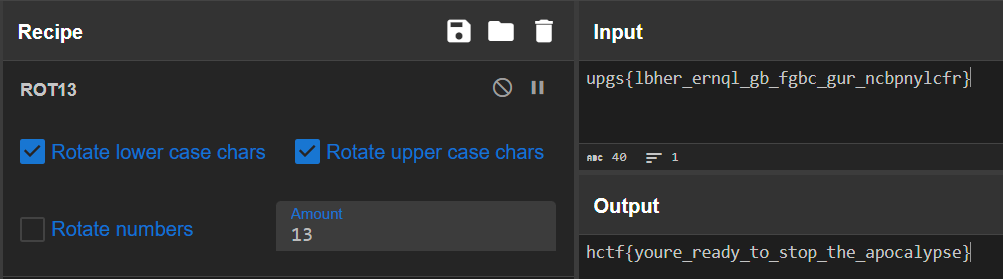 Recipe
ROT13
Rotate lower case chars
Rotate upper case chars
Rotate numbers
Amount
13
Input
upgs{lbher_ernql_gb_fgbc_gur_ncbpnylcfr}
ABC 40 1
Output
hctf{youre_ready_to_stop_the_apocalypse}